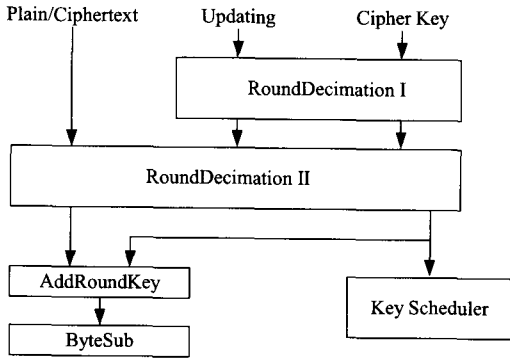 Plain/Ciphertext Updating Cipher Key
RoundDecimation I
RoundDecimation II
AddRoundKey
Key Scheduler
ByteSub